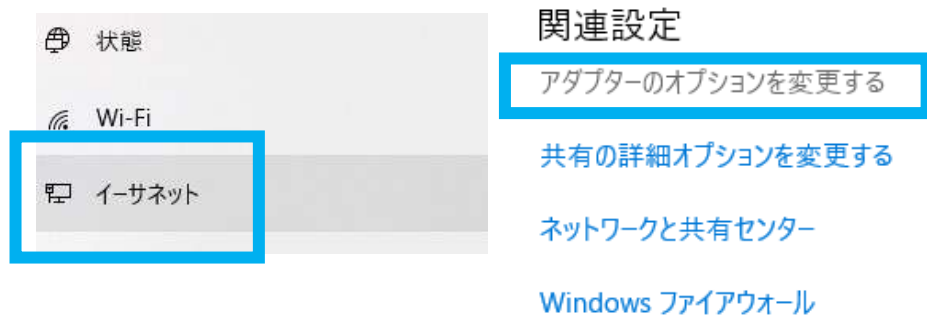 状態
Wi-Fi
イーサネット
関連設定
アダプターのオプションを変更する
共有の詳細オプションを変更する
ネットワークと共有センター
Windows ファイアウォール